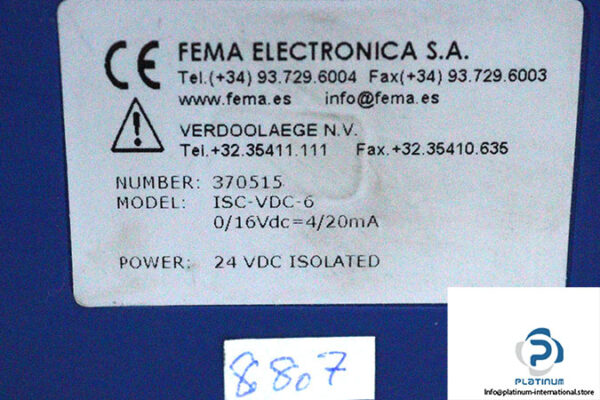 CE FEMA ELECTRONICA S.A.
Tel.(+34) 93.729.6004 Fax(+34) 93.729.6003
www.fema.es info@fema.es
VERDOOLAEGE N.V.
Tel.+32.35411.111 Fax.+32.35410.635
NUMBER: 370515
MODEL: ISC-VDC-6
0/16Vdc=4/20mA
POWER: 24 VDC ISOLATED
8807
PLATINUM
INTERNATIONAL
http://platinum-international.store